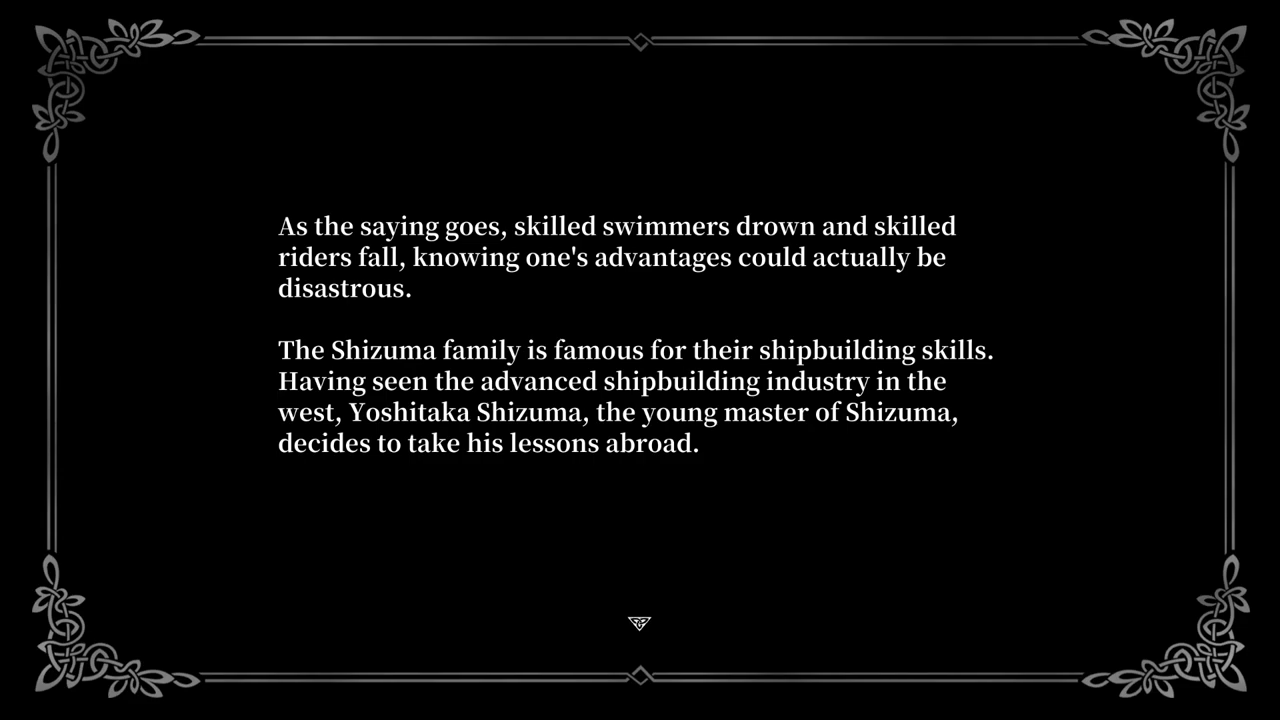 As the saying goes, skilled swimmers drown and skilled
riders fall, knowing one's advantages could actually be
disastrous.
The Shizuma family is famous for their shipbuilding skills.
Having seen the advanced shipbuilding industry in the
west, Yoshitaka Shizuma, the young master of Shizuma,
decides to take his lessons abroad.